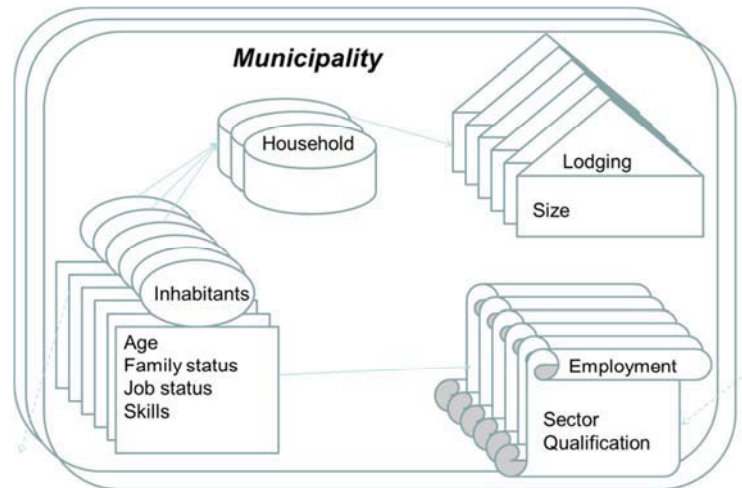 Municipality
Household
Lodging
Size
Inhabitants
Age
Family status
Job status
Skills
Employment
Sector
Qualification